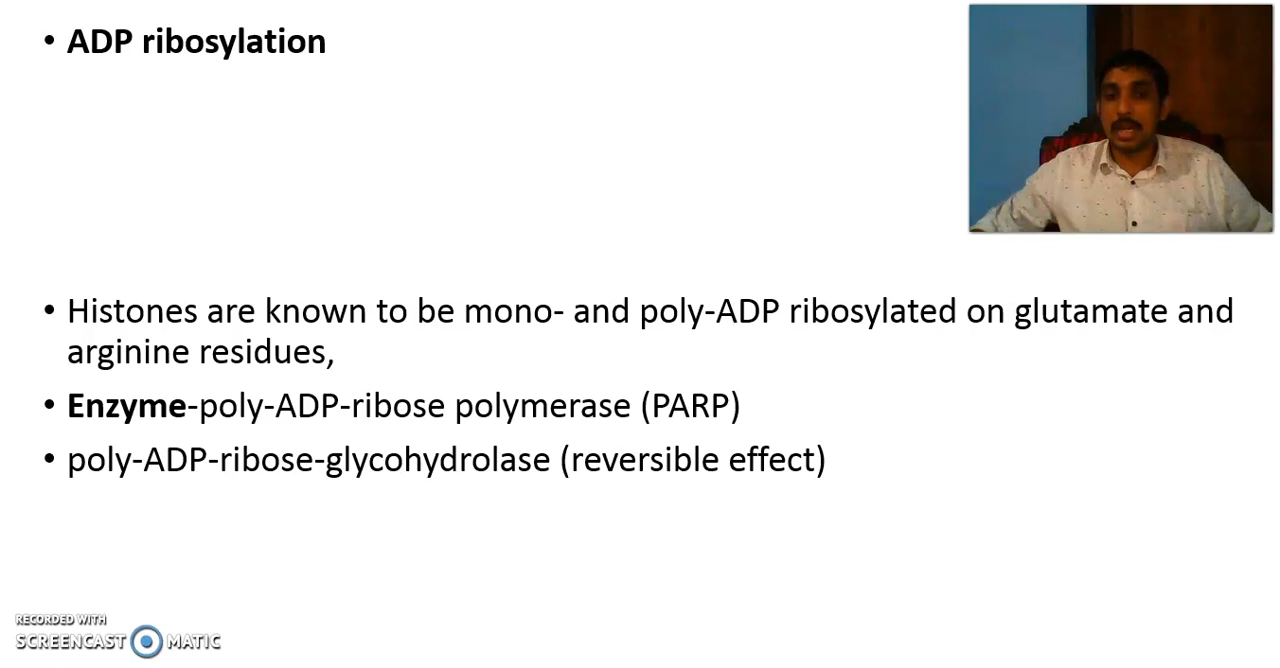 • ADP ribosylation
• Histones are known to be mono- and poly-ADP ribosylated on glutamate and
arginine residues,
• Enzyme-poly-ADP-ribose polymerase (PARP)
• poly-ADP-ribose-glycohydrolase (reversible effect)
RECORDED WITH
SCREENCAST MATIC